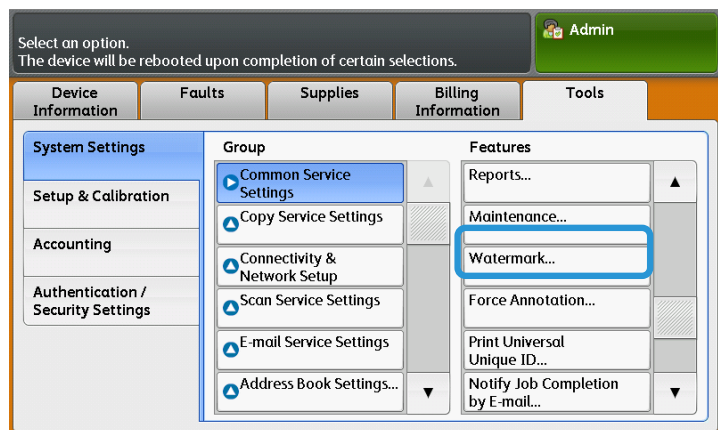 Select an option.
The device will be rebooted upon completion of certain selections.
Admin
Device
Information
Faults
Supplies
Billing
Information
Tools
System Settings
Setup & Calibration
Accounting
Authentication /
Security Settings
Group
Common Service
Settings
Copy Service Settings
Connectivity &
Network Setup
Scan Service Settings
E-mail Service Settings
Address Book Settings...
Features
Reports...
Maintenance...
Watermark...
Force Annotation...
Print Universal
Unique ID...
Notify Job Completion
by E-mail...